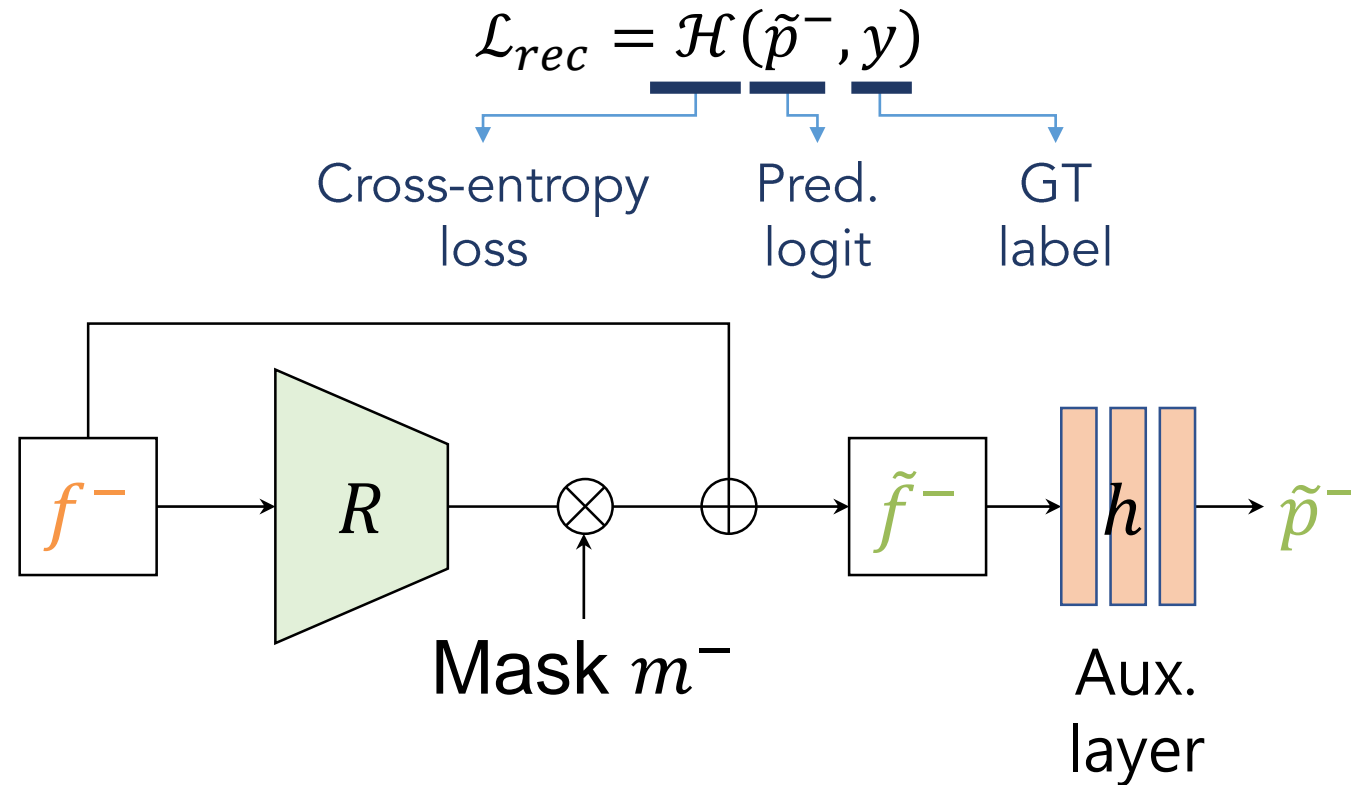 ℒ_rec = ℋ(p̃⁻, y)
Cross-entropy loss
Pred. logit
GT label
f⁻
R
f̃⁻
h
p̃⁻
Mask m⁻
Aux. layer